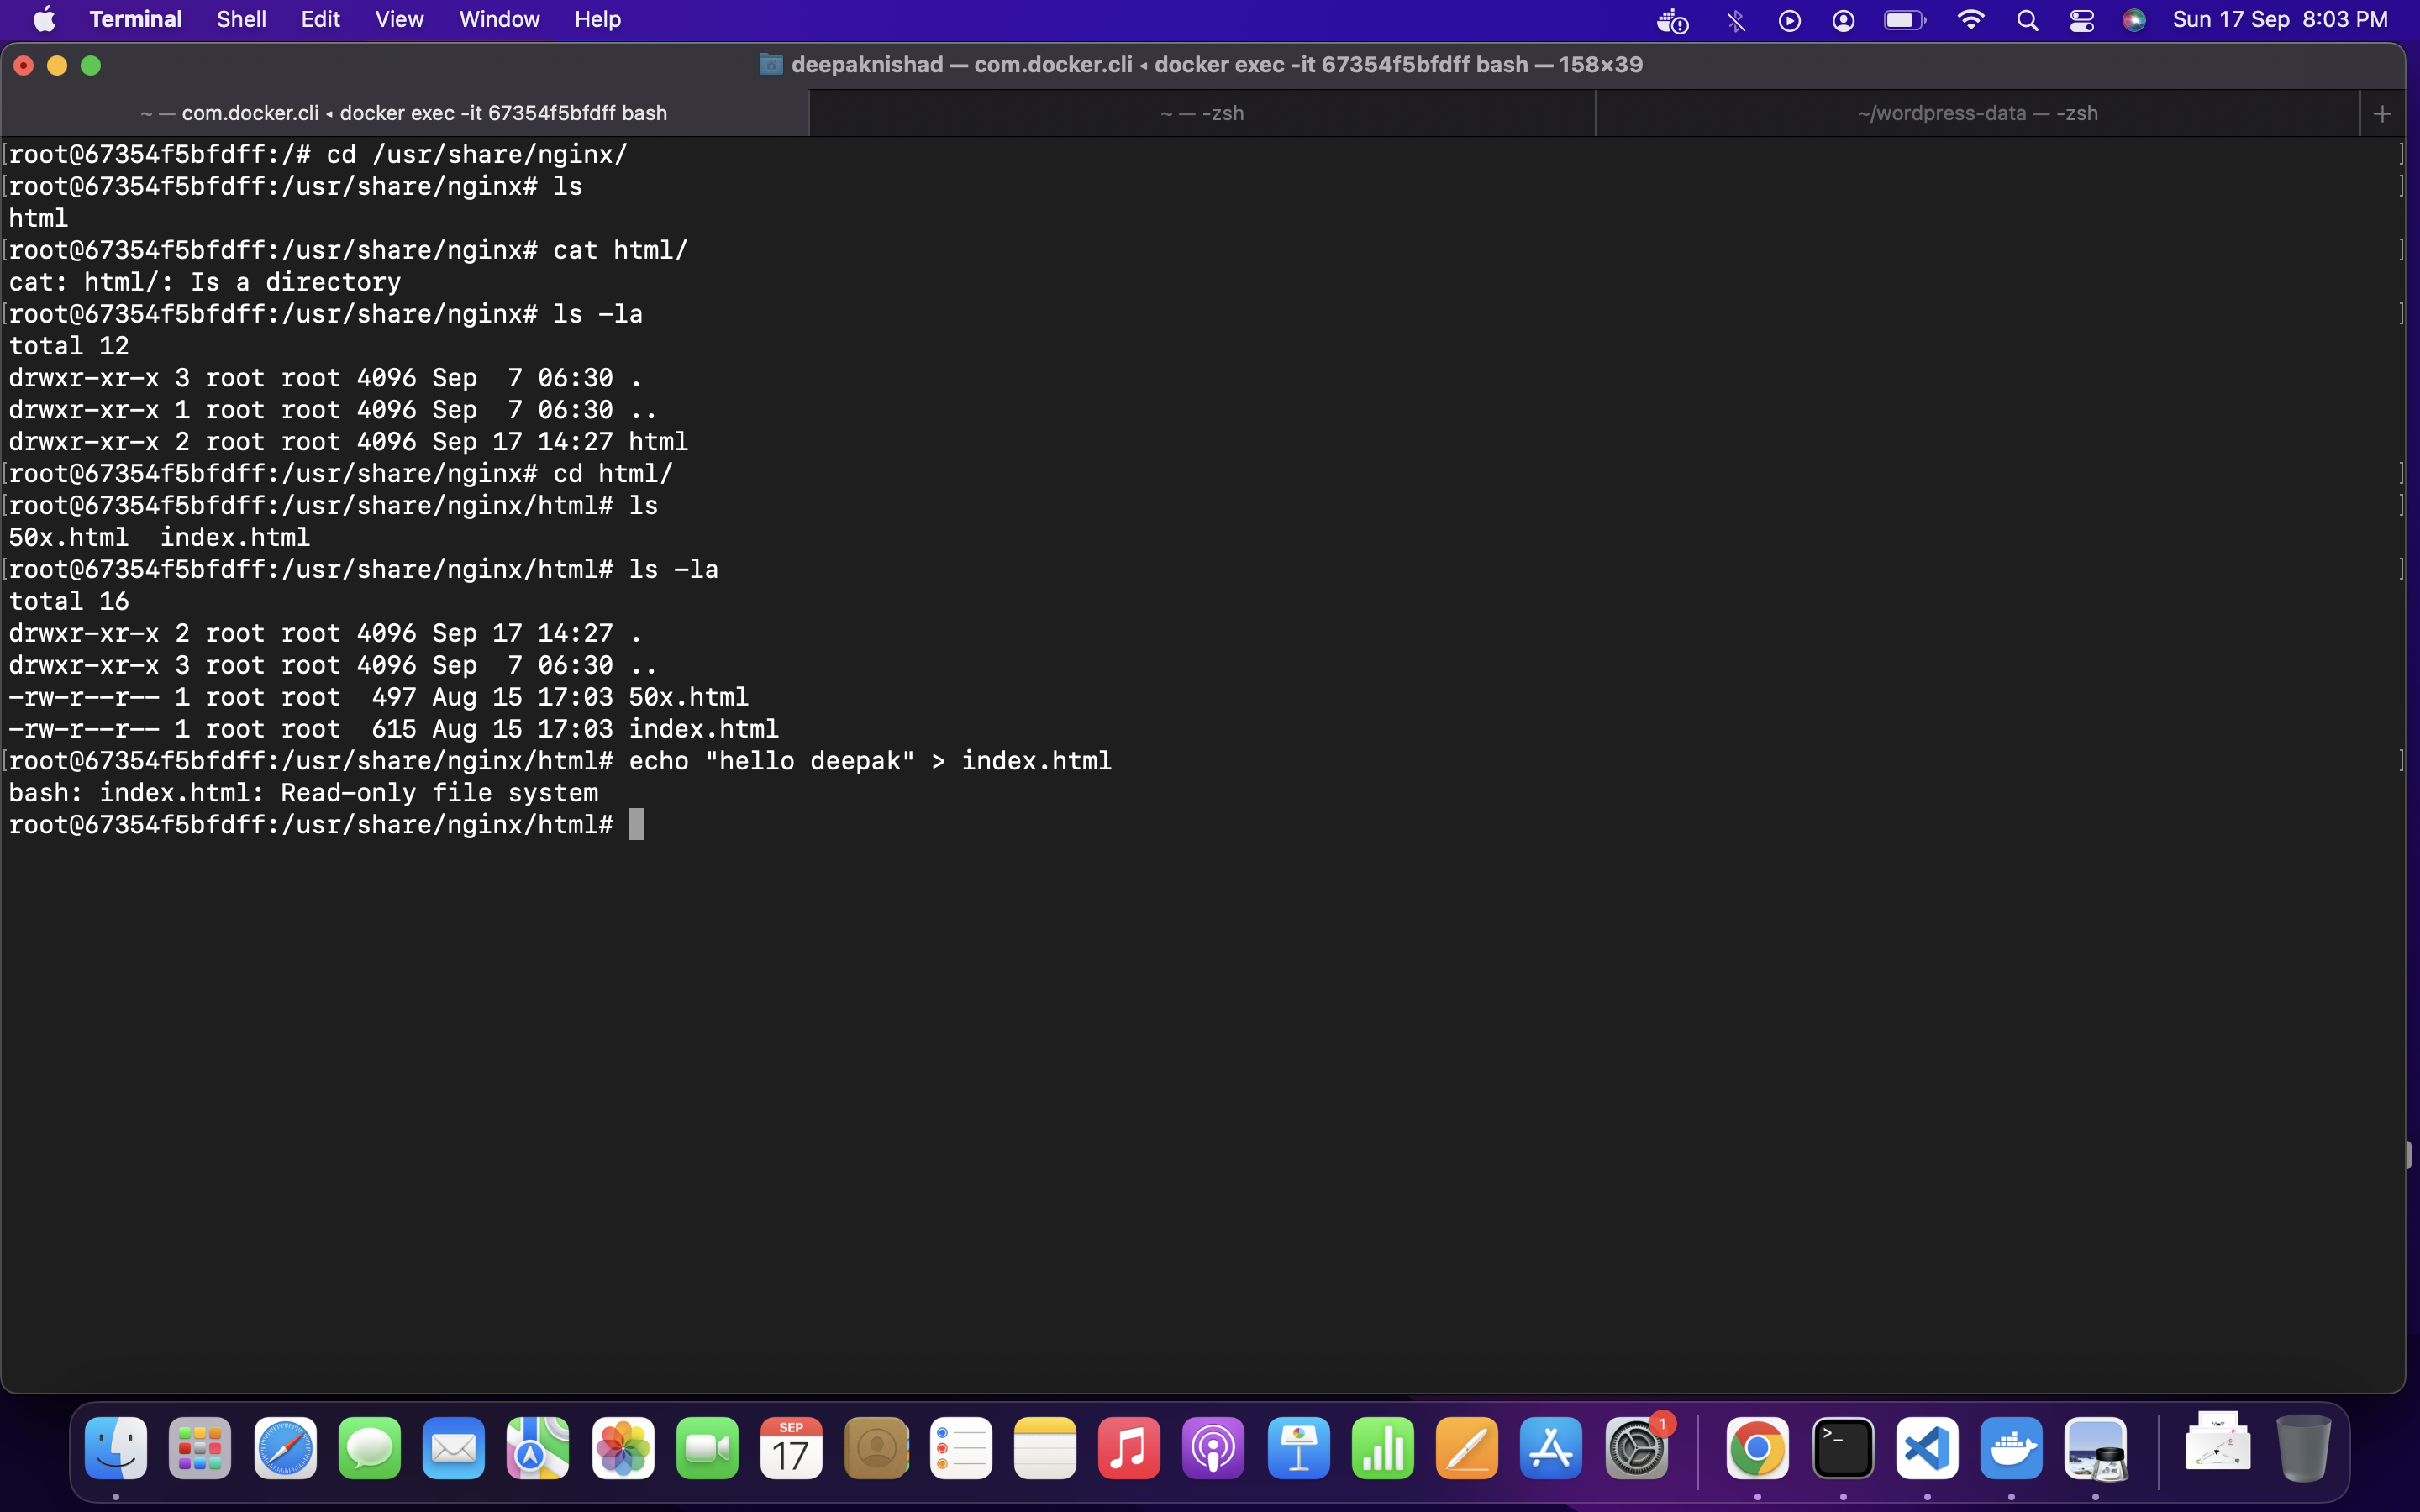 Terminal Shell Edit View Window Help Sun 17 Sep 8:03 PM
deepaknishad — com.docker.cli ◂ docker exec -it 67354f5bfdff bash — 158×39
~ — com.docker.cli ◂ docker exec -it 67354f5bfdff bash
~ — -zsh
~/wordpress-data — -zsh
+
[root@67354f5bfdff:/# cd /usr/share/nginx/ ]
[root@67354f5bfdff:/usr/share/nginx# ls ]
html
[root@67354f5bfdff:/usr/share/nginx# cat html/ ]
cat: html/: Is a directory
[root@67354f5bfdff:/usr/share/nginx# ls -la ]
total 12
drwxr-xr-x 3 root root 4096 Sep  7 06:30 .
drwxr-xr-x 1 root root 4096 Sep  7 06:30 ..
drwxr-xr-x 2 root root 4096 Sep 17 14:27 html
[root@67354f5bfdff:/usr/share/nginx# cd html/ ]
[root@67354f5bfdff:/usr/share/nginx/html# ls ]
50x.html  index.html
[root@67354f5bfdff:/usr/share/nginx/html# ls -la ]
total 16
drwxr-xr-x 2 root root 4096 Sep 17 14:27 .
drwxr-xr-x 3 root root 4096 Sep  7 06:30 ..
-rw-r--r-- 1 root root  497 Aug 15 17:03 50x.html
-rw-r--r-- 1 root root  615 Aug 15 17:03 index.html
[root@67354f5bfdff:/usr/share/nginx/html# echo "hello deepak" > index.html ]
bash: index.html: Read-only file system
root@67354f5bfdff:/usr/share/nginx/html#
SEP
17
1
>_